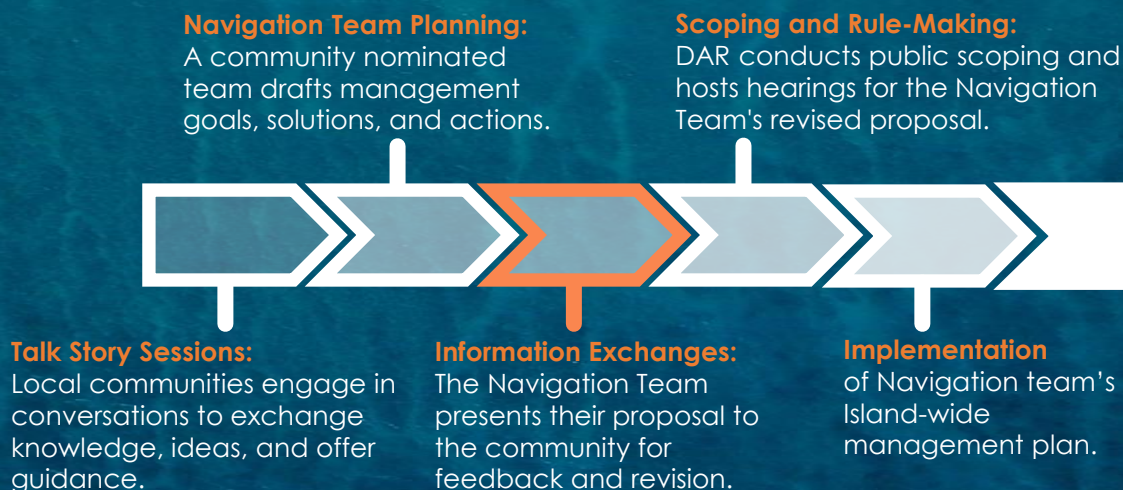 Navigation Team Planning:
A community nominated
team drafts management
goals, solutions, and actions.
Scoping and Rule-Making:
DAR conducts public scoping and
hosts hearings for the Navigation
Team's revised proposal.
Talk Story Sessions:
Local communities engage in
conversations to exchange
knowledge, ideas, and offer
guidance.
Information Exchanges:
The Navigation Team
presents their proposal to
the community for
feedback and revision.
Implementation
of Navigation team’s
Island-wide
management plan.